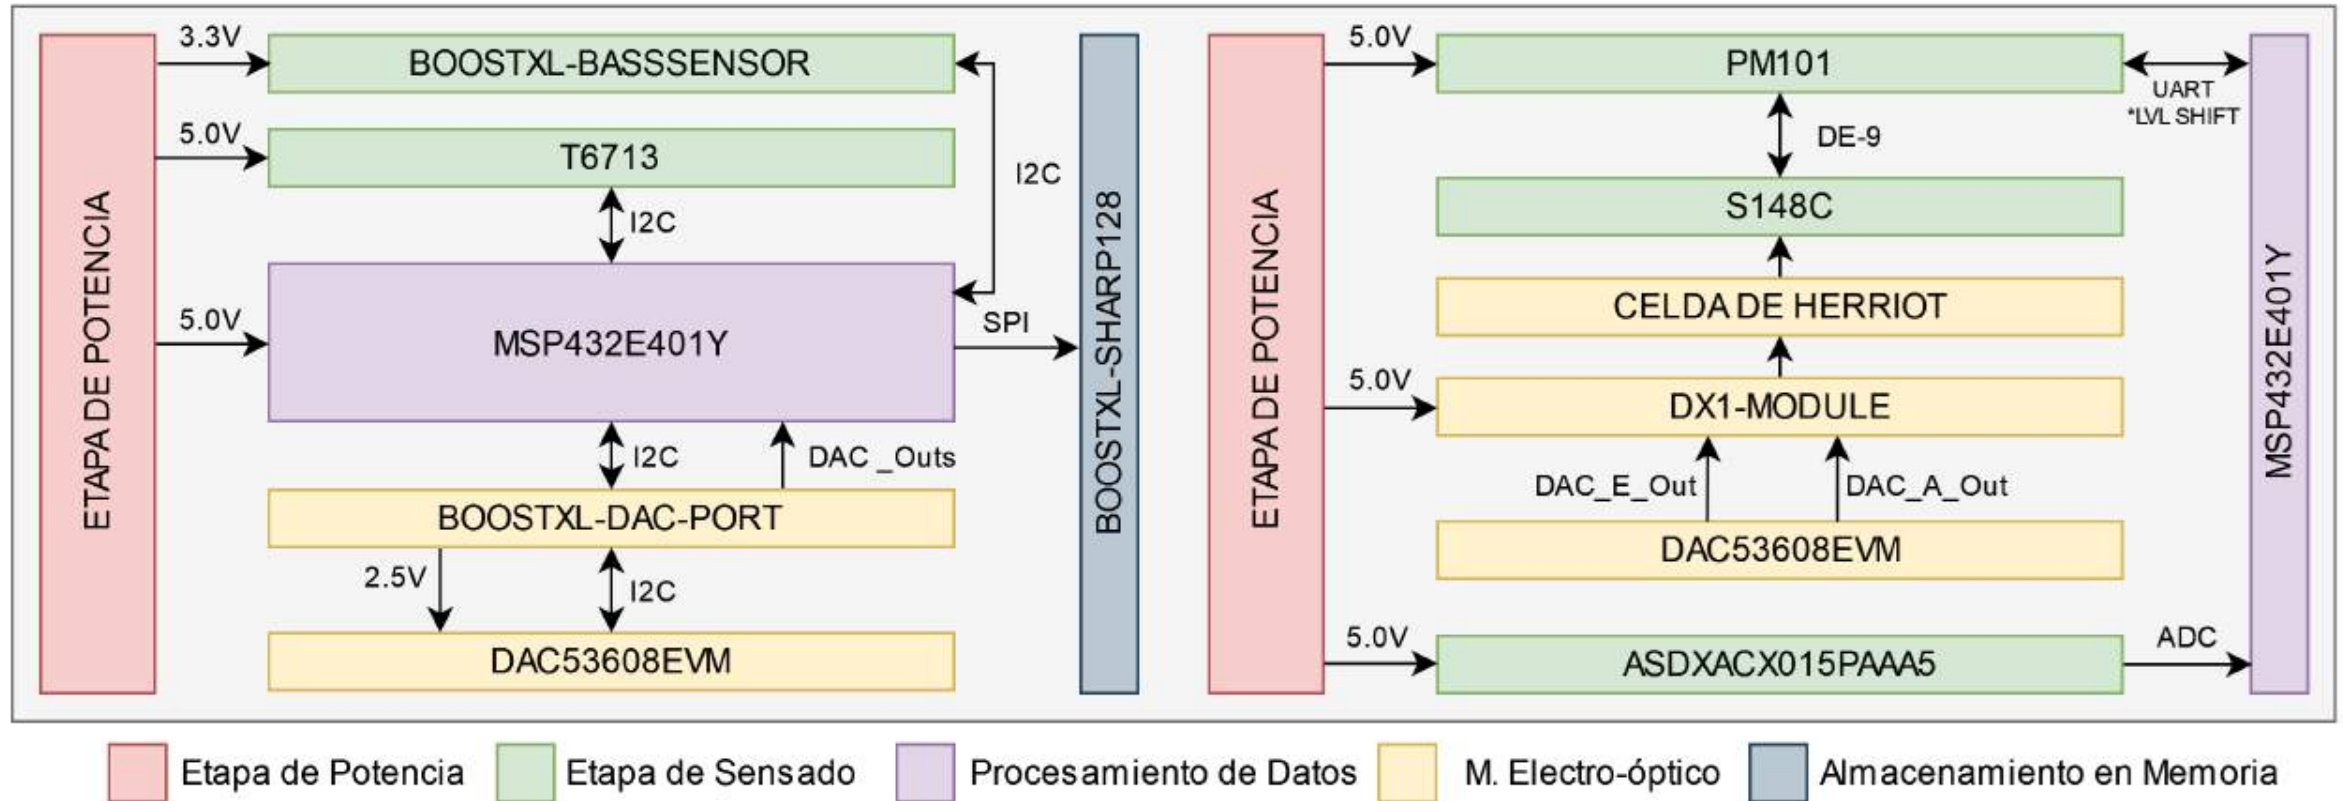 3.3V
BOOSTXL-BASSSENSOR
5.0V
T6713
I2C
I2C
ETAPA DE POTENCIA
5.0V
MSP432E401Y
SPI
BOOSTXL-SHARP128
I2C
DAC _Outs
BOOSTXL-DAC-PORT
2.5V
I2C
DAC53608EVM
5.0V
PM101
UART
*LVL SHIFT
DE-9
S148C
ETAPA DE POTENCIA
CELDA DE HERRIOT
MSP432E401Y
5.0V
DX1-MODULE
DAC_E_Out
DAC_A_Out
DAC53608EVM
5.0V
ASDXACX015PAAA5
ADC
Etapa de Potencia
Etapa de Sensado
Procesamiento de Datos
M. Electro-óptico
Almacenamiento en Memoria